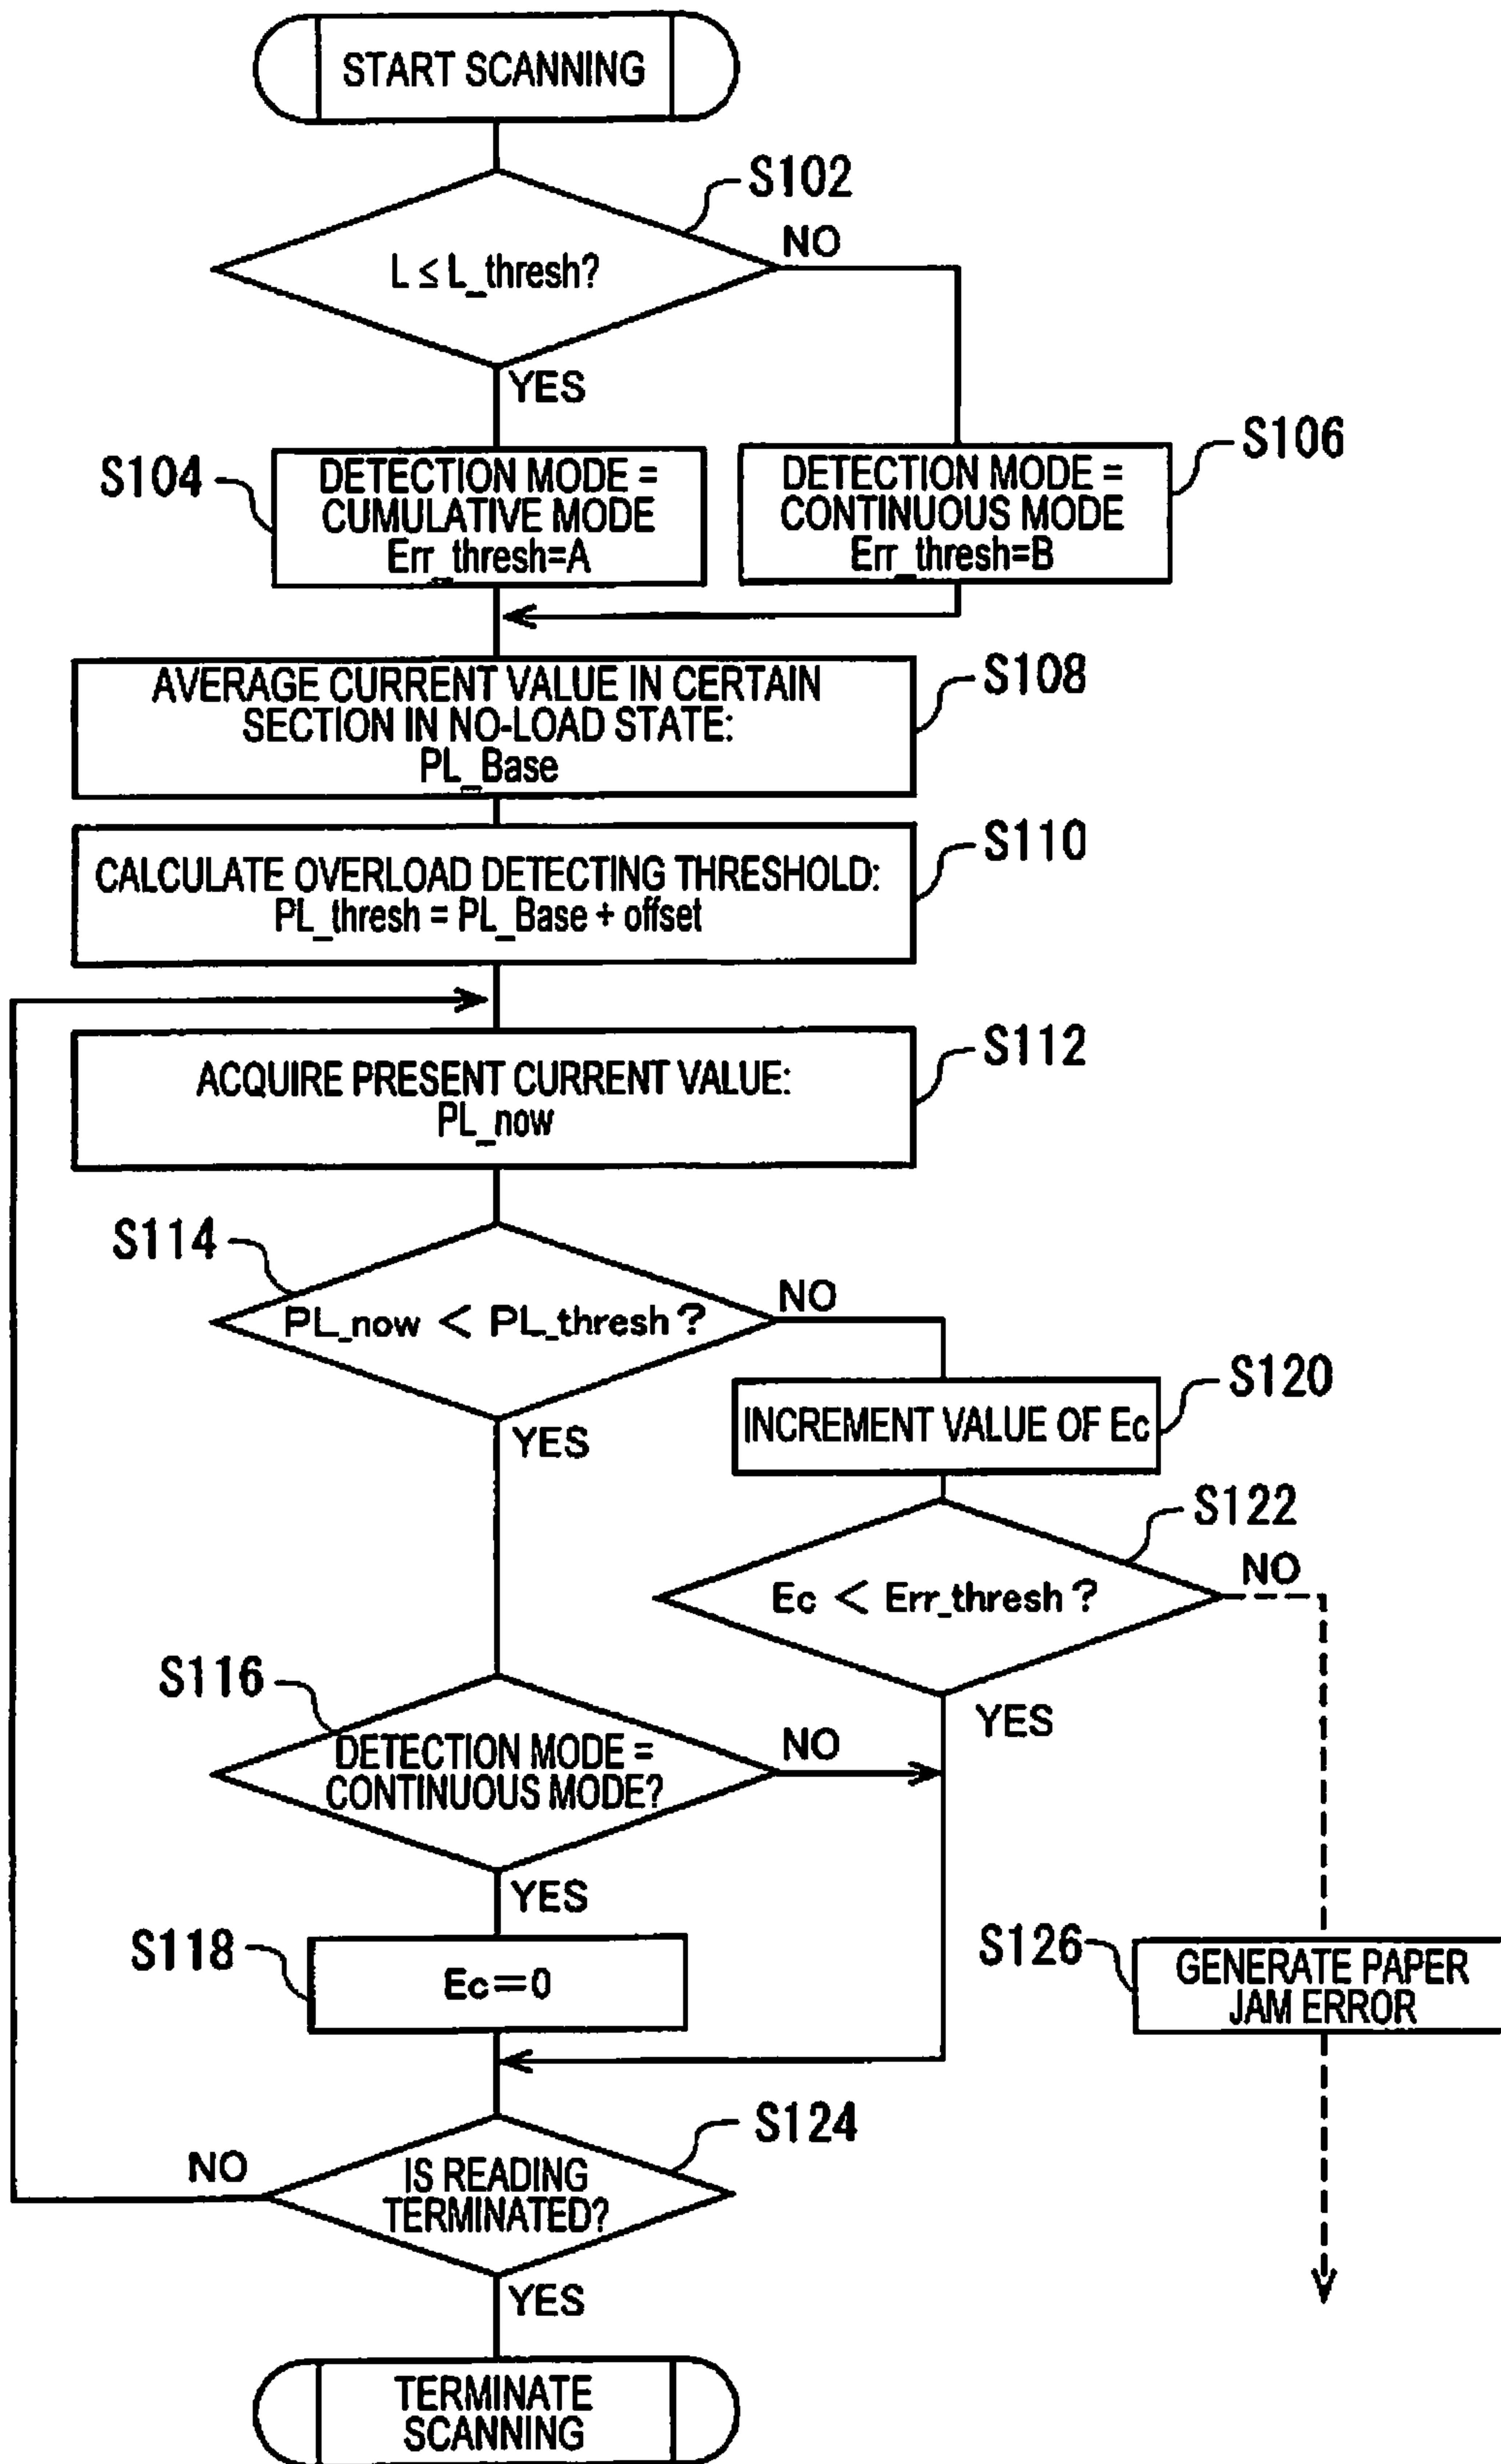 START SCANNING
S102
L ≤ L_thresh?
NO
YES
S104
DETECTION MODE =
CUMULATIVE MODE
Err_thresh=A
S106
DETECTION MODE =
CONTINUOUS MODE
Err_thresh=B
S108
AVERAGE CURRENT VALUE IN CERTAIN
SECTION IN NO-LOAD STATE:
PL_Base
S110
CALCULATE OVERLOAD DETECTING THRESHOLD:
PL_thresh = PL_Base + offset
S112
ACQUIRE PRESENT CURRENT VALUE:
PL_now
S114
PL_now < PL_thresh?
NO
YES
S120
INCREMENT VALUE OF Ec
S122
Ec < Err_thresh?
NO
YES
S116
DETECTION MODE =
CONTINUOUS MODE?
NO
YES
S118
Ec=0
S126
GENERATE PAPER
JAM ERROR
S124
IS READING
TERMINATED?
NO
YES
TERMINATE
SCANNING